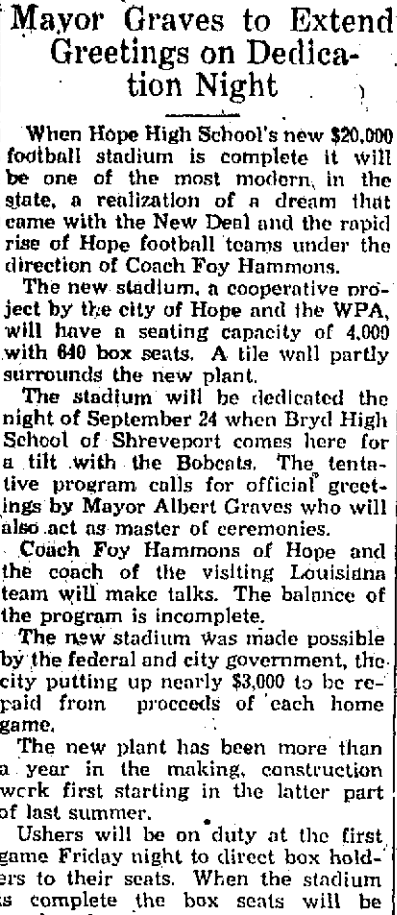 Mayor Graves to Extend
Greetings on Dedica-
tion Night
When Hope High School's new $20,000
football stadium is complete it will
be one of the most modern, in the
state, a realization of a dream that
came with the New Deal and the rapid
rise of Hope football teams under the
direction of Coach Foy Hammons.
The new stadium, a cooperative pro-
ject by the city of Hope and the WPA,
will have a seating capacity of 4,000
with 640 box seats. A tile wall partly
surrounds the new plant.
The stadium will be dedicated the
night of September 24 when Bryd High
School of Shreveport comes here for
a tilt with the Bobcats. The tenta-
tive program calls for official greet-
ings by Mayor Albert Graves who will
also act as master of ceremonies.
Coach Foy Hammons of Hope and
the coach of the visiting Louisiana
team will make talks. The balance of
the program is incomplete.
The new stadium was made possible
by the federal and city government, the
city putting up nearly $3,000 to be re-
paid from proceeds of each home
game.
The new plant has been more than
a year in the making, construction
work first starting in the latter part
of last summer.
Ushers will be on duty at the first
game Friday night to direct box hold-
ers to their seats. When the stadium
is complete the box seats will be